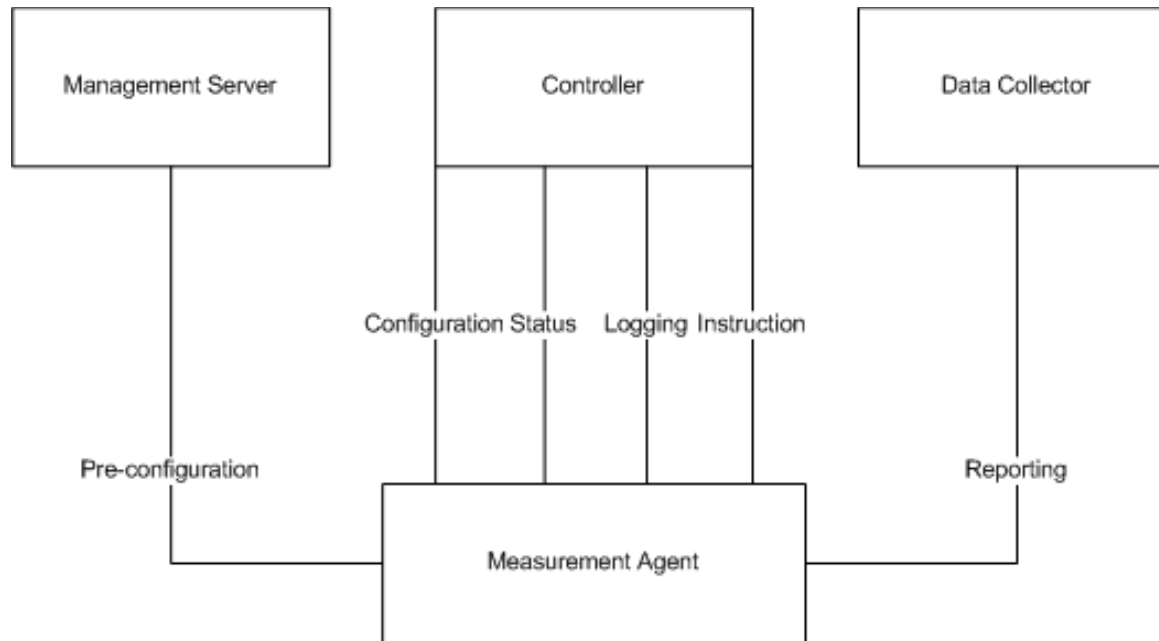 Management Server
Controller
Data Collector
Configuration
Status
Logging
Instruction
Pre-configuration
Reporting
Measurement Agent